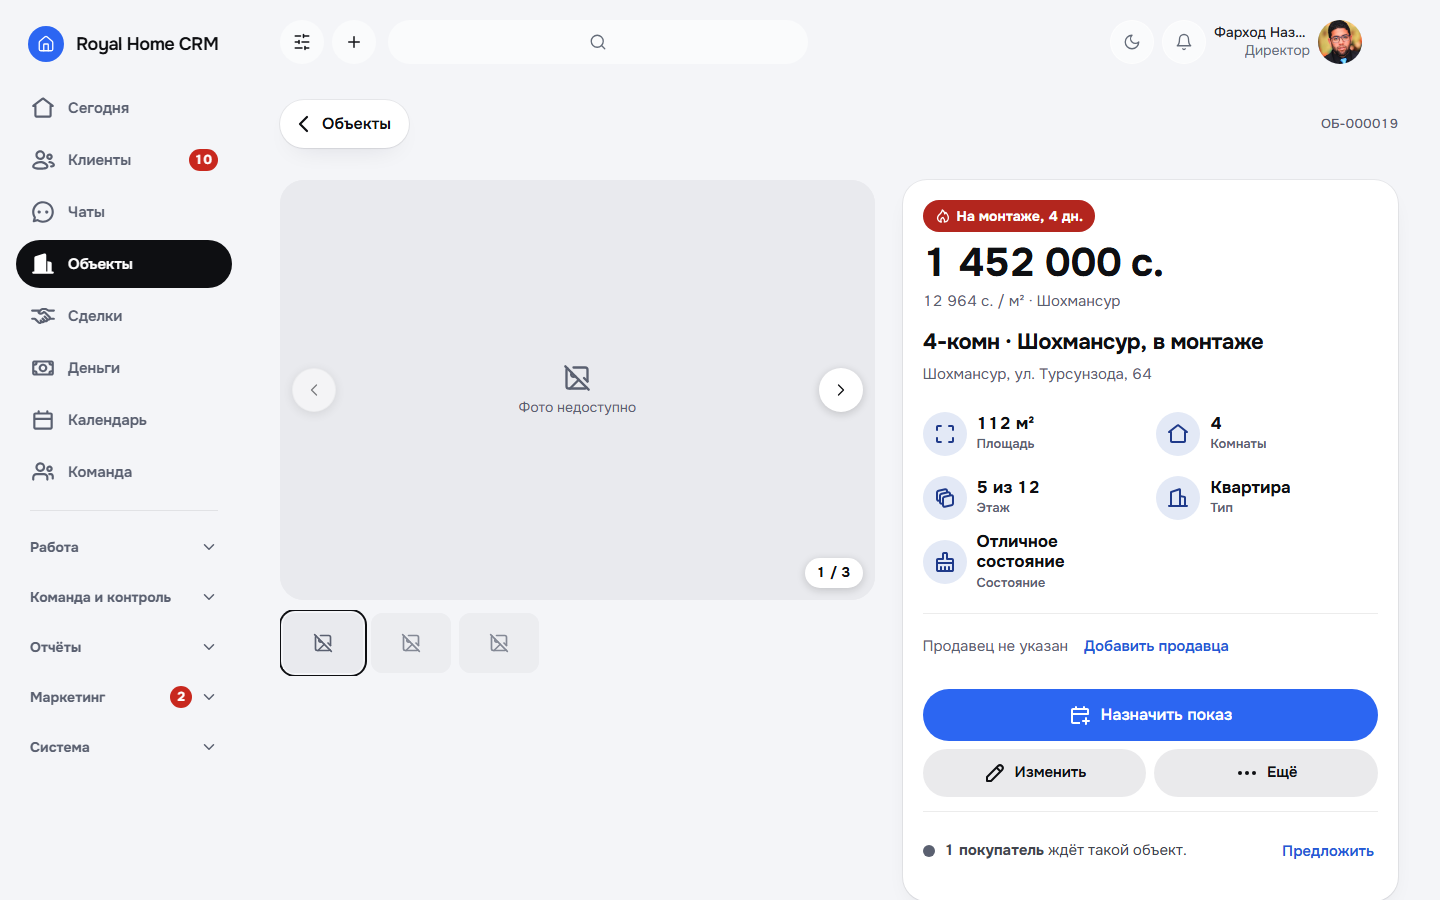 Royal Home CRM
Фарход Наз...
Директор
Сегодня
Клиенты 10
Чаты
Объекты
Сделки
Деньги
Календарь
Команда
Работа
Команда и контроль
Отчёты
Маркетинг 2
Система
Объекты
ОБ-000019
Фото недоступно
1 / 3
На монтаже, 4 дн.
1 452 000 с.
12 964 с. / м² · Шохмансур
4-комн · Шохмансур, в монтаже
Шохмансур, ул. Турсунзода, 64
112 м²
Площадь
4
Комнаты
5 из 12
Этаж
Квартира
Тип
Отличное
состояние
Состояние
Продавец не указан Добавить продавца
Назначить показ
Изменить
Ещё
1 покупатель ждёт такой объект. Предложить